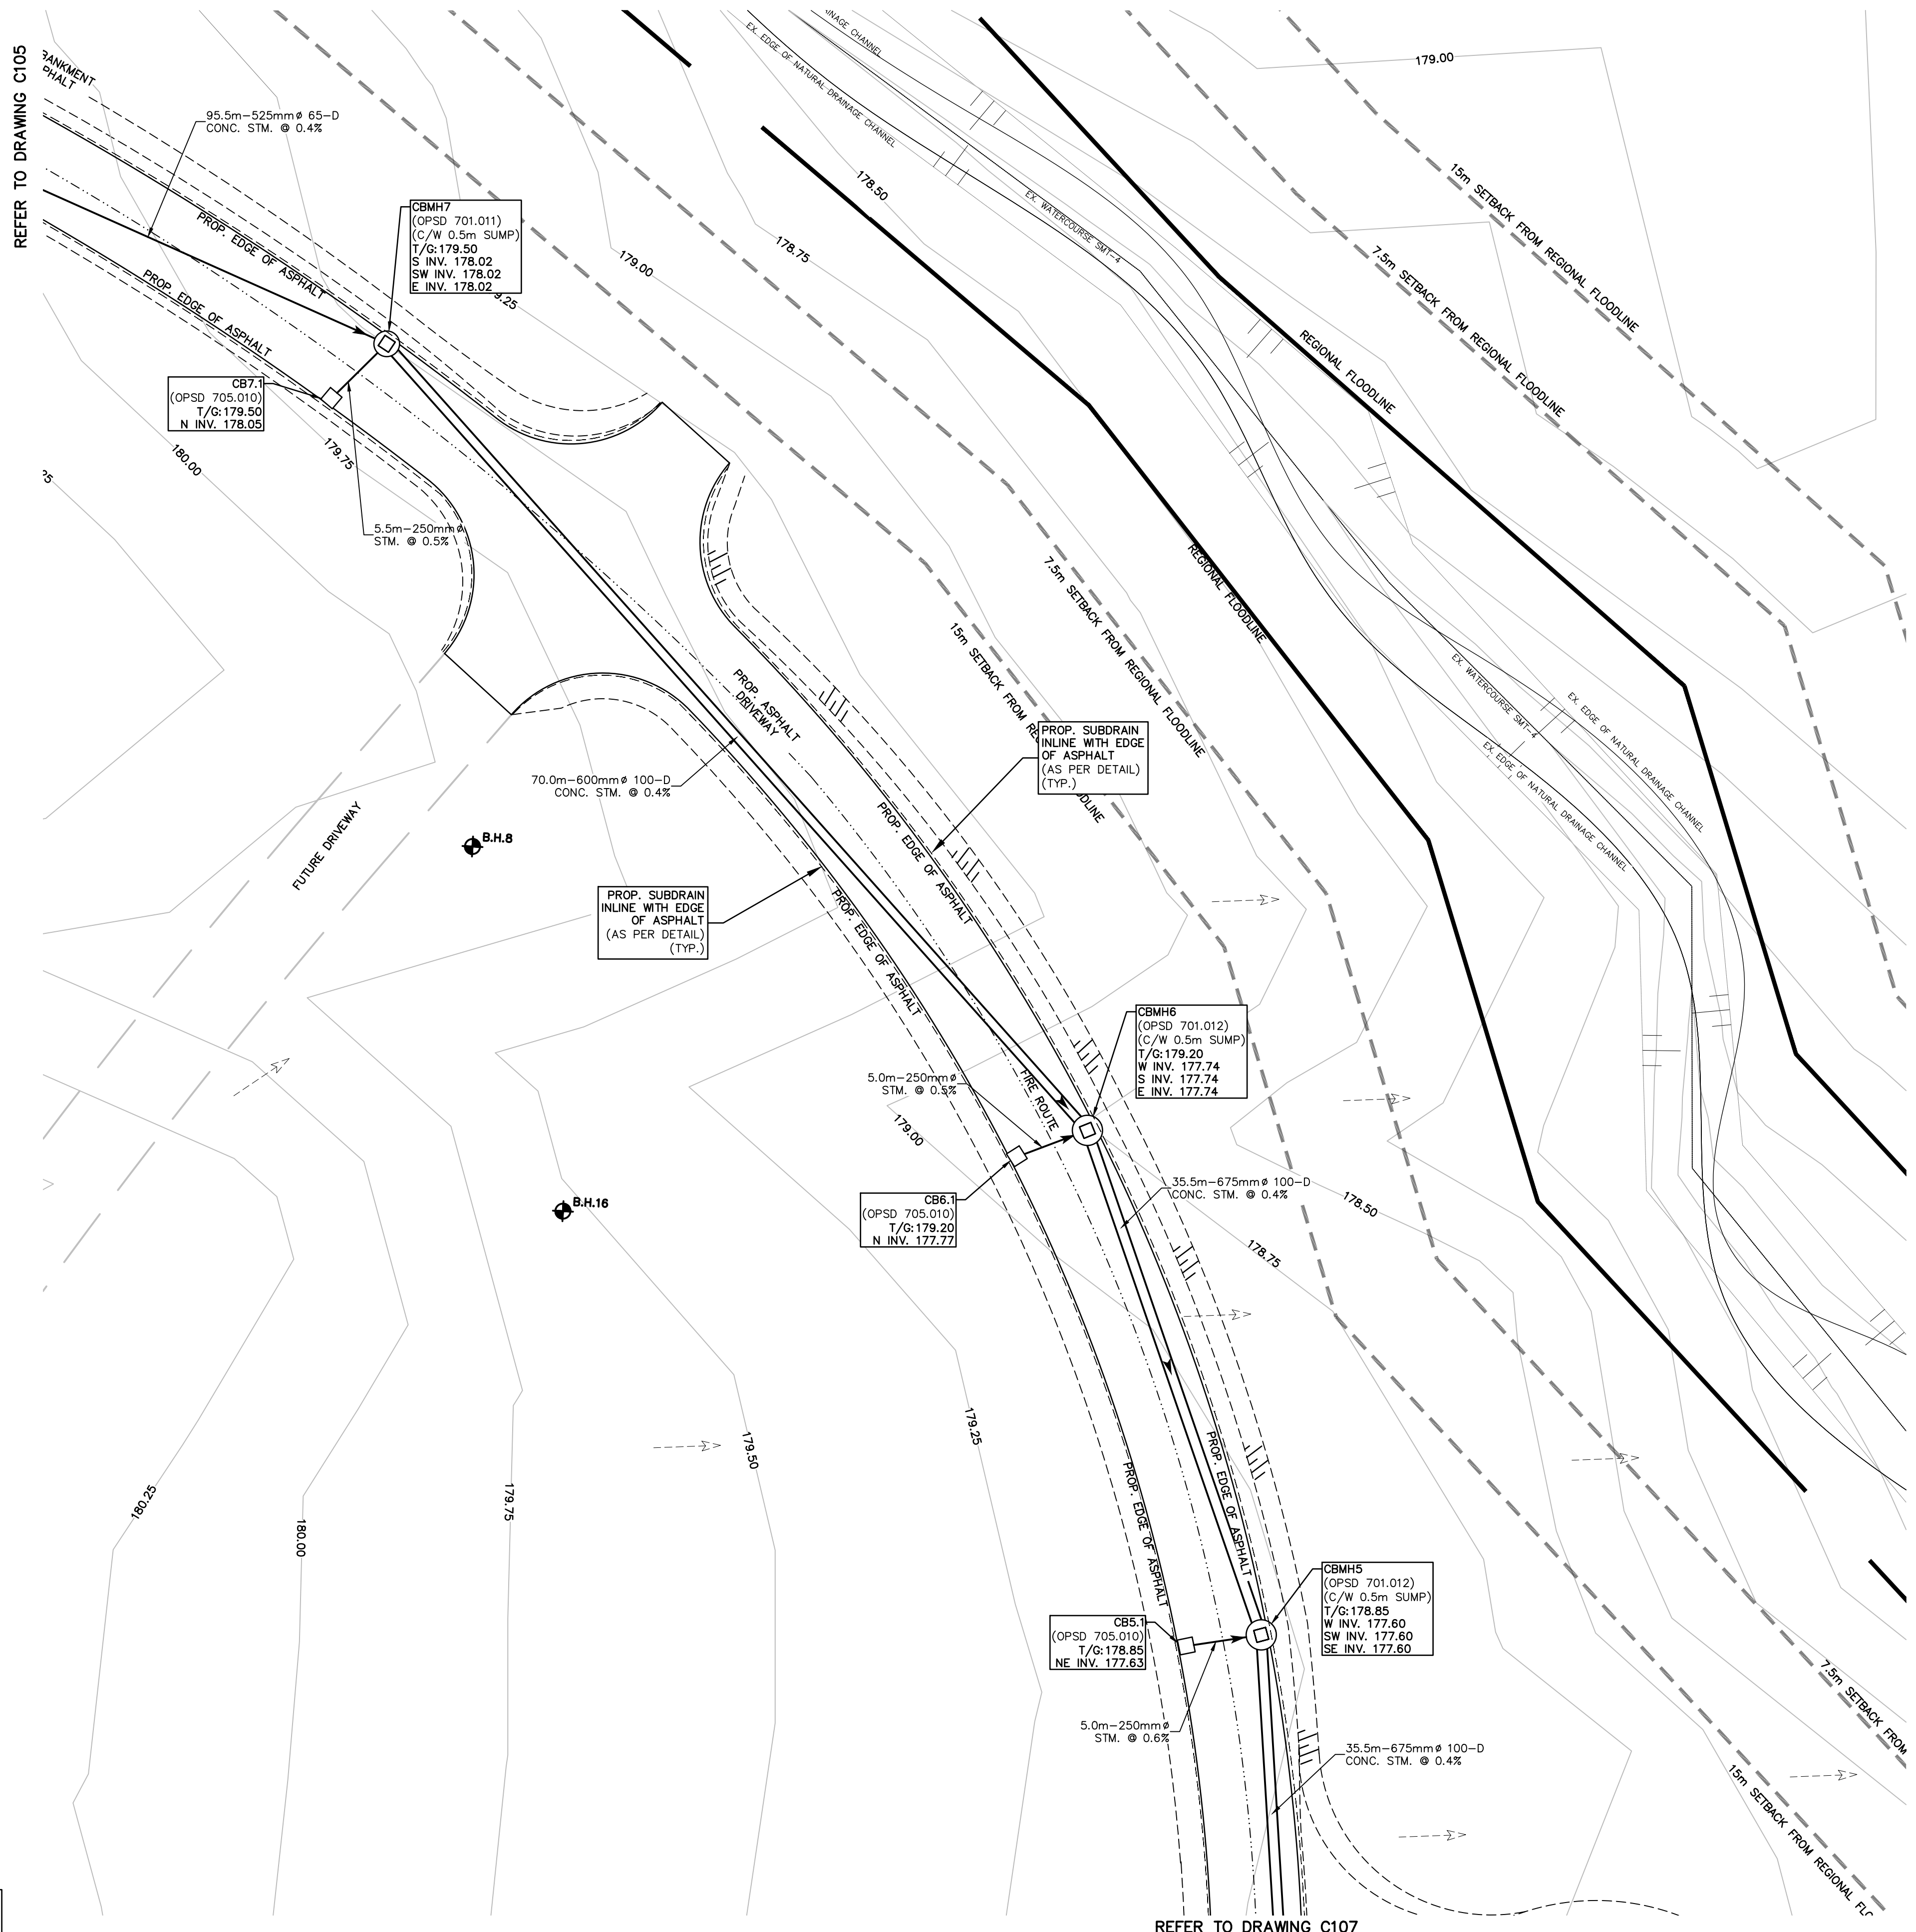 REFER TO DRAWING C105
BANKMENT
PHALT
95.5m-525mmø 65-D
CONC. STM. @ 0.4%
PROP. EDGE OF ASPHALT
PROP. EDGE OF ASPHALT
CBMH7
(OPSD 701.011)
(C/W 0.5m SUMP)
T/G:179.50
S INV. 178.02
SW INV. 178.02
E INV. 178.02
9.25
CB7.1
(OPSD 705.010)
T/G:179.50
N INV. 178.05
180.00
179.75
25
5.5m-250mmø
STM. @ 0.5%
179.00
178.75
178.50
179.00
INAGE CHANNEL
EX. EDGE OF NATURAL DRAINAGE CHANNEL
EX. WATERCOURSE SMT-4
15m SETBACK FROM REGIONAL FLOODLINE
7.5m SETBACK FROM REGIONAL FLOODLINE
REGIONAL FLOODLINE
REGIONAL FLOODLINE
7.5m SETBACK FROM REGIONAL FLOODLINE
15m SETBACK FROM RE
DLINE
EX. WATERCOURSE SMT-4
EX. EDGE OF NATURAL DRAINAGE CHANNEL
EX. EDGE OF NATURAL DRAINAGE CHANNEL
PROP. ASPHALT
DRIVEWAY
PROP. SUBDRAIN
INLINE WITH EDGE
OF ASPHALT
(AS PER DETAIL)
(TYP.)
70.0m-600mmø 100-D
CONC. STM. @ 0.4%
FUTURE DRIVEWAY
B.H.8
PROP. EDGE OF ASPHALT
PROP. SUBDRAIN
INLINE WITH EDGE
OF ASPHALT
(AS PER DETAIL)
(TYP.)
PROP. EDGE OF ASPHALT
CBMH6
(OPSD 701.012)
(C/W 0.5m SUMP)
T/G:179.20
W INV. 177.74
S INV. 177.74
E INV. 177.74
5.0m-250mmø
STM. @ 0.5%
FIRE ROUTE
179.00
CB6.1
(OPSD 705.010)
T/G:179.20
N INV. 177.77
B.H.16
35.5m-675mmø 100-D
CONC. STM. @ 0.4%
178.50
178.75
179.25
179.50
179.75
180.00
180.25
PROP. EDGE OF ASPHALT
PROP. EDGE OF ASPHALT
CBMH5
(OPSD 701.012)
(C/W 0.5m SUMP)
T/G:178.85
W INV. 177.60
SW INV. 177.60
SE INV. 177.60
CB5.1
(OPSD 705.010)
T/G:178.85
NE INV. 177.63
5.0m-250mmø
STM. @ 0.6%
35.5m-675mmø 100-D
CONC. STM. @ 0.4%
7.5m SETBACK FROM
15m SETBACK FROM REGIONAL FLO
REFER TO DRAWING C107